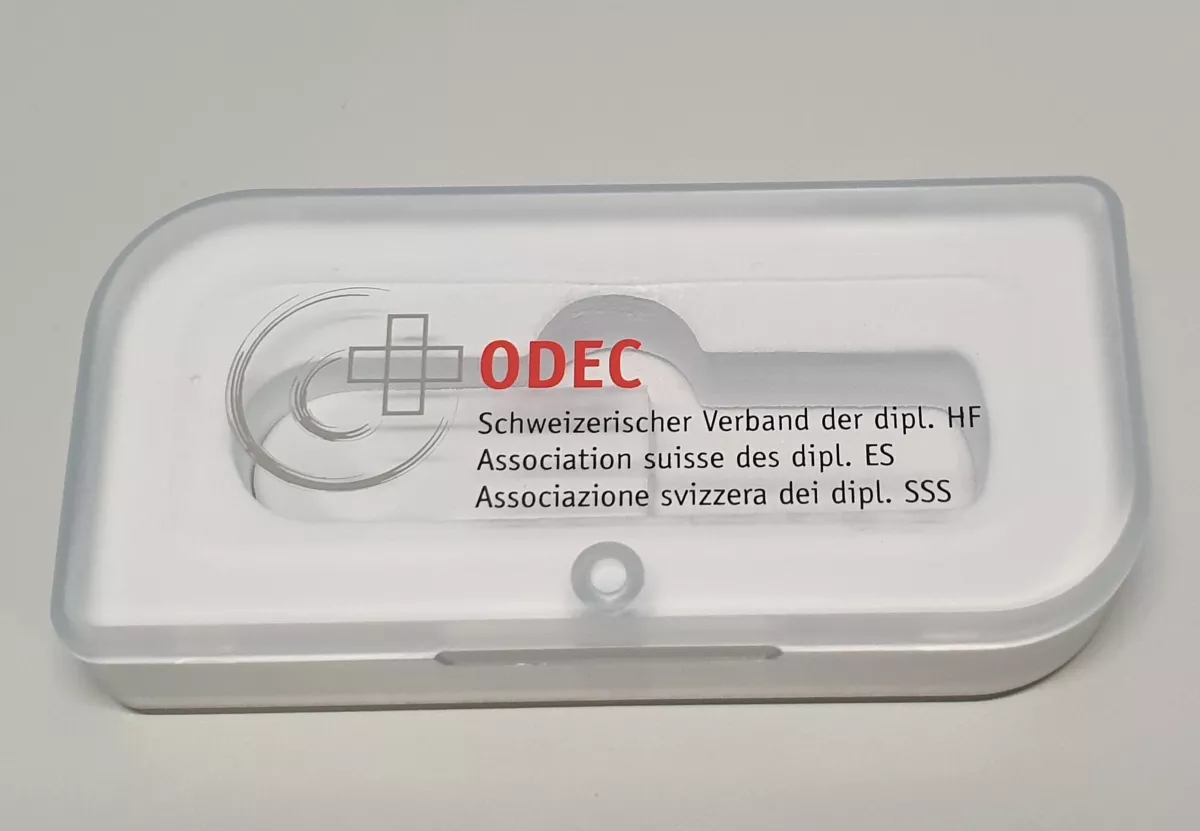 ODEC
Schweizerischer Verband der dipl. HF
Association suisse des dipl. ES
Associazione svizzera dei dipl. SSS